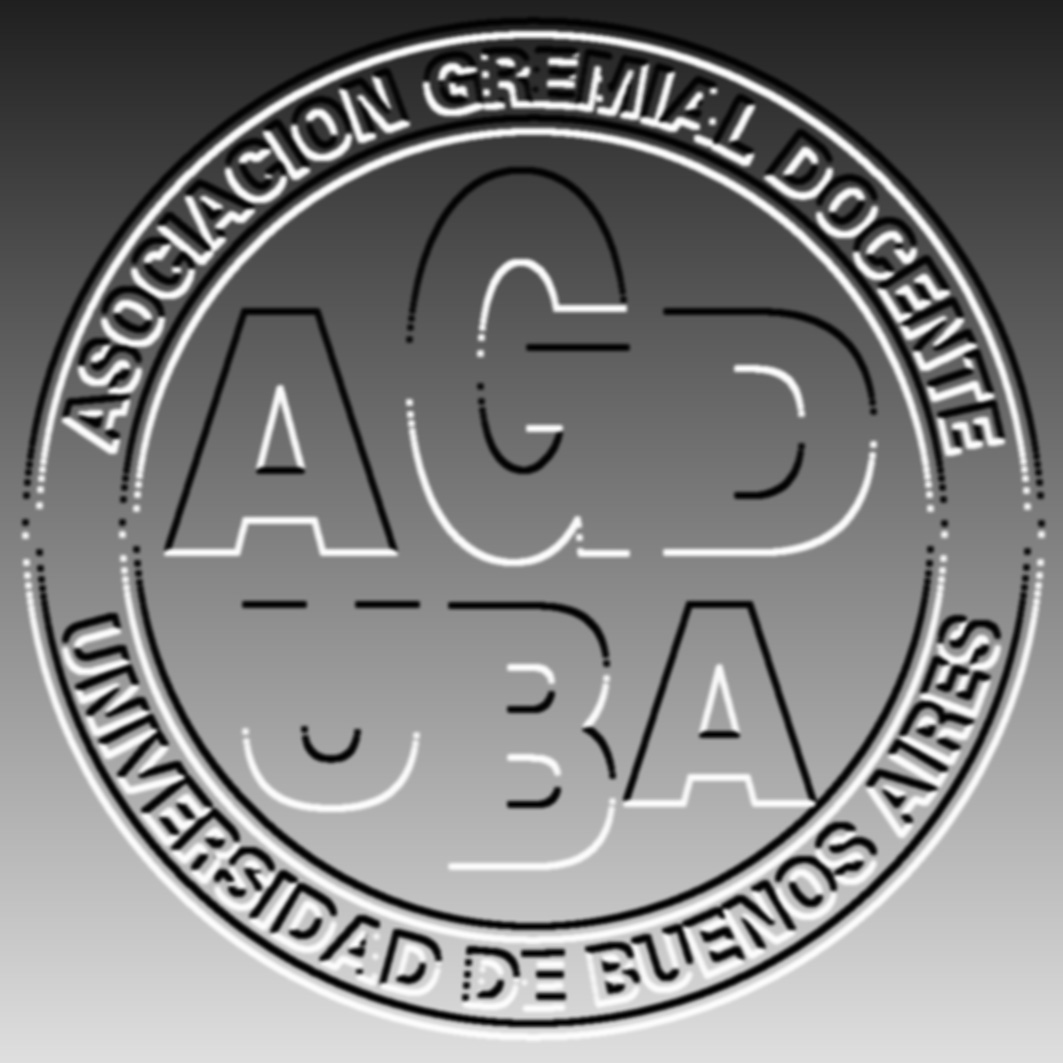 ASOCIACION GREMIAL DOCENTE
AGD
UBA
UNIVERSIDAD DE BUENOS AIRES